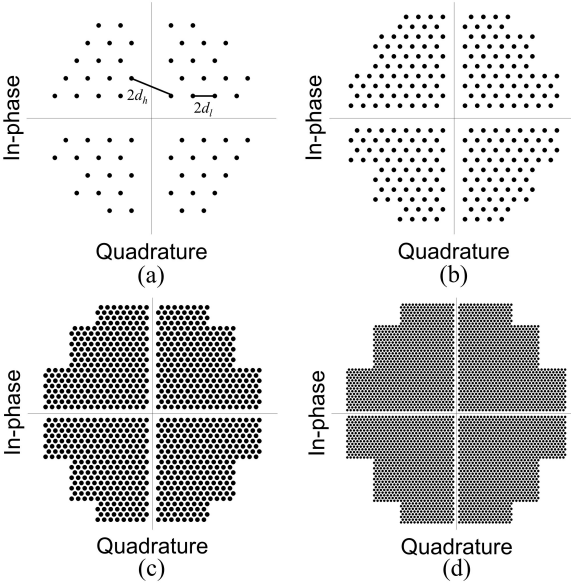 In-phase
2d_h
2d_l
Quadrature
(a)
In-phase
Quadrature
(b)
In-phase
Quadrature
(c)
In-phase
Quadrature
(d)